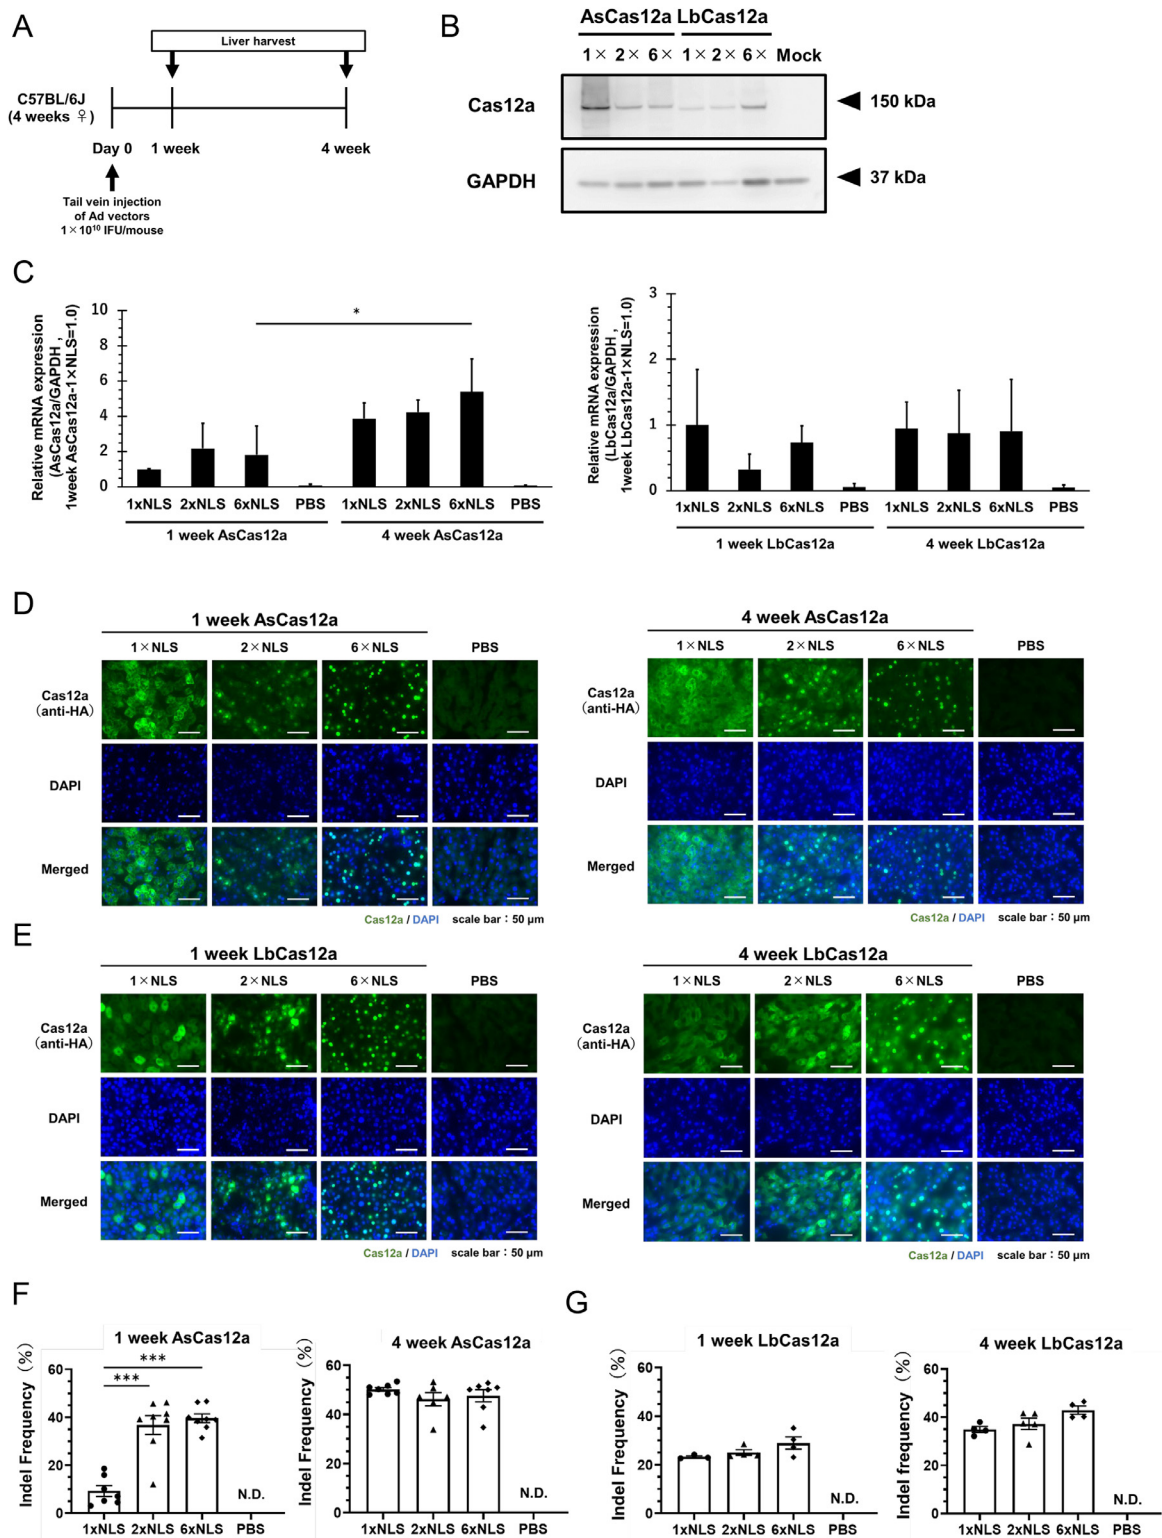 A
Liver harvest
C57BL/6J
(4 weeks ♀)
Day 0
1 week
4 week
Tail vein injection
of Ad vectors
1×10¹⁰ IFU/mouse
B
AsCas12a LbCas12a
1× 2× 6× 1× 2× 6× Mock
Cas12a
150 kDa
GAPDH
37 kDa
C
Relative mRNA expression
(AsCas12a/GAPDH,
1week AsCas12a-1×NLS=1.0)
10
8
6
4
2
0
*
1xNLS 2xNLS 6xNLS PBS 1xNLS 2xNLS 6xNLS PBS
1 week AsCas12a 4 week AsCas12a
Relative mRNA expression
(LbCas12a/GAPDH,
1week LbCas12a-1×NLS=1.0)
3
2
1
0
1xNLS 2xNLS 6xNLS PBS 1xNLS 2xNLS 6xNLS PBS
1 week LbCas12a 4 week LbCas12a
D
1 week AsCas12a
1×NLS 2×NLS 6×NLS PBS
Cas12a
(anti-HA)
DAPI
Merged
Cas12a / DAPI scale bar : 50 μm
4 week AsCas12a
1×NLS 2×NLS 6×NLS PBS
Cas12a
(anti-HA)
DAPI
Merged
Cas12a / DAPI scale bar : 50 μm
E
1 week LbCas12a
1×NLS 2×NLS 6×NLS PBS
Cas12a
(anti-HA)
DAPI
Merged
Cas12a / DAPI scale bar : 50 μm
4 week LbCas12a
1×NLS 2×NLS 6×NLS PBS
Cas12a
(anti-HA)
DAPI
Merged
Cas12a / DAPI scale bar : 50 μm
F
1 week AsCas12a
Indel Frequency (%)
60
40
20
0
***
***
N.D.
1xNLS 2xNLS 6xNLS PBS
4 week AsCas12a
Indel Frequency (%)
60
40
20
0
N.D.
1xNLS 2xNLS 6xNLS PBS
G
1 week LbCas12a
Indel Frequency (%)
60
40
20
0
N.D.
1xNLS 2xNLS 6xNLS PBS
4 week LbCas12a
Indel frequency (%)
60
40
20
0
N.D.
1xNLS 2xNLS 6xNLS PBS